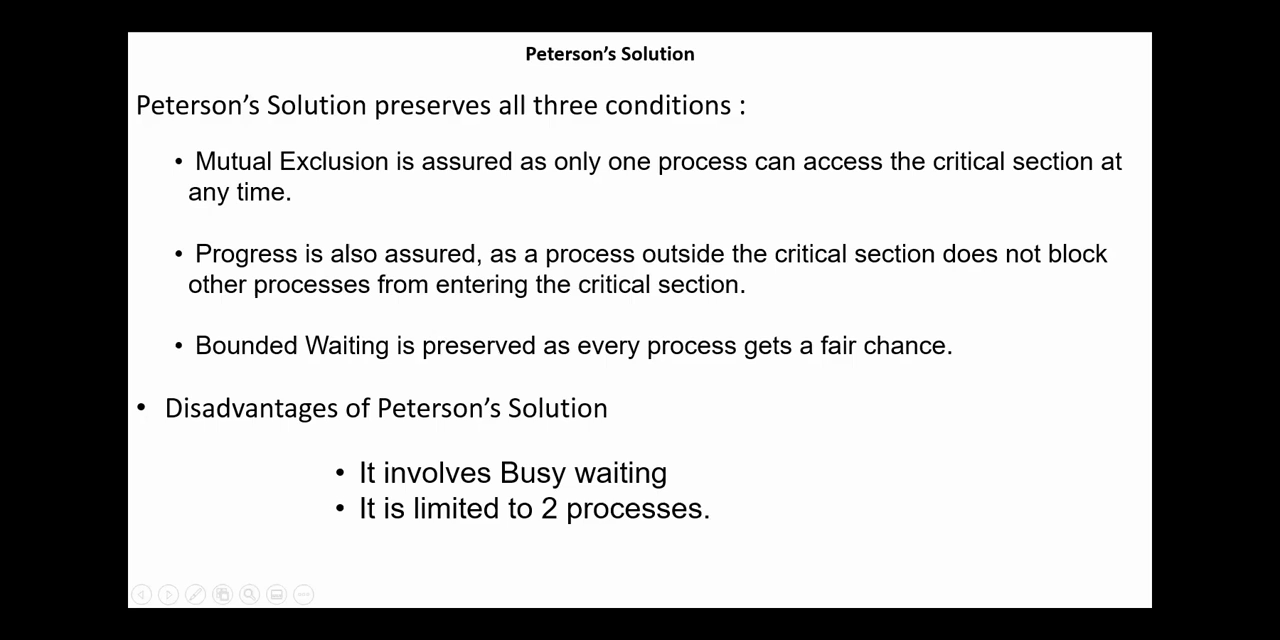 Peterson's Solution
Peterson's Solution preserves all three conditions :
• Mutual Exclusion is assured as only one process can access the critical section at
any time.
• Progress is also assured, as a process outside the critical section does not block
other processes from entering the critical section.
• Bounded Waiting is preserved as every process gets a fair chance.
• Disadvantages of Peterson's Solution
• It involves Busy waiting
• It is limited to 2 processes.